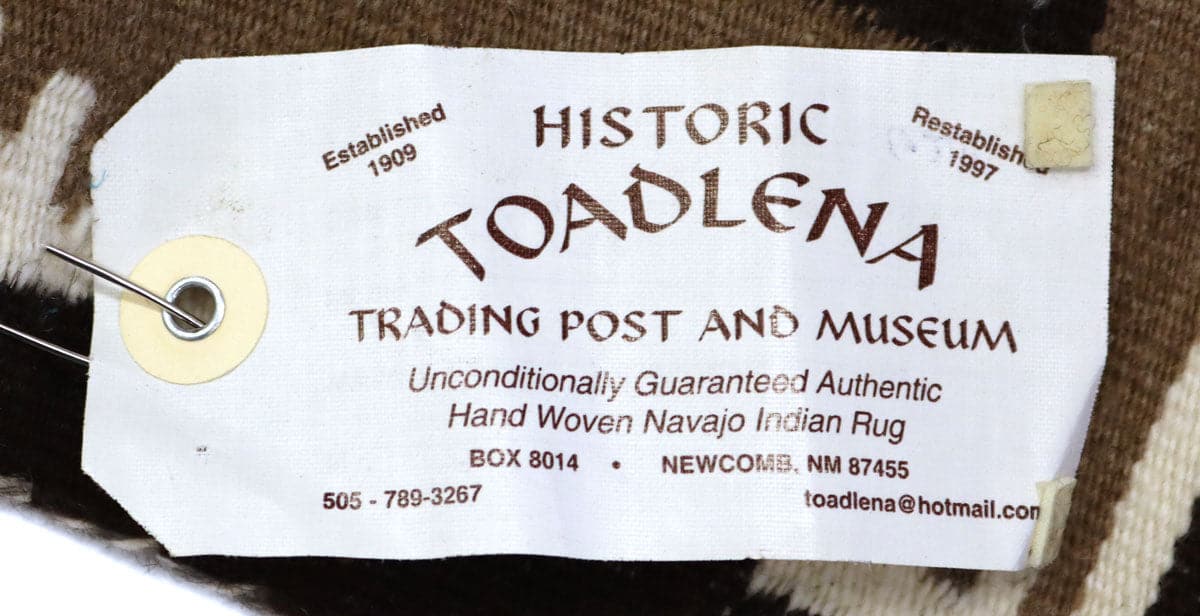 Established
1909
HISTORIC
Restablish
1997
TOADLENA
TRADING POST AND MUSEUM
Unconditionally Guaranteed Authentic
Hand Woven Navajo Indian Rug
BOX 8014 • NEWCOMB, NM 87455
505 - 789-3267
toadlena@hotmail.com